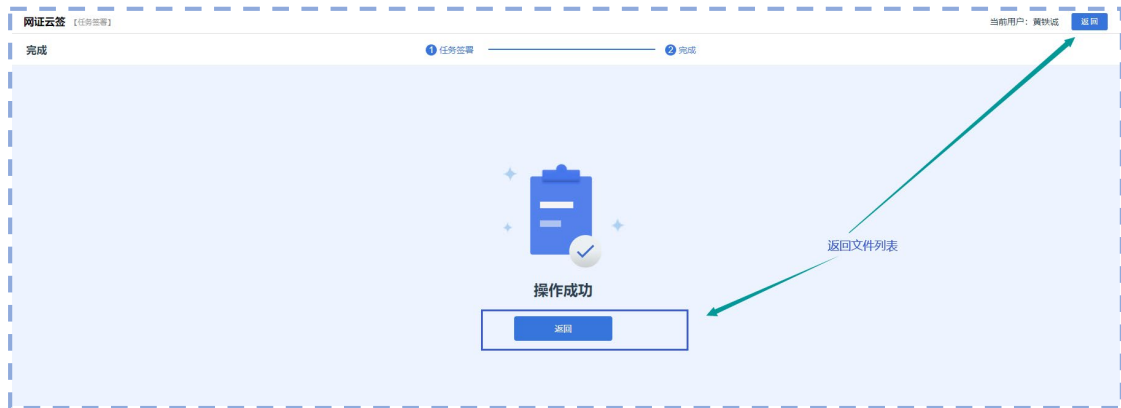 网证云签 【任务签署】
当前用户：黄轶诚 返回
完成
1 任务签署 2 完成
返回文件列表
操作成功
返回